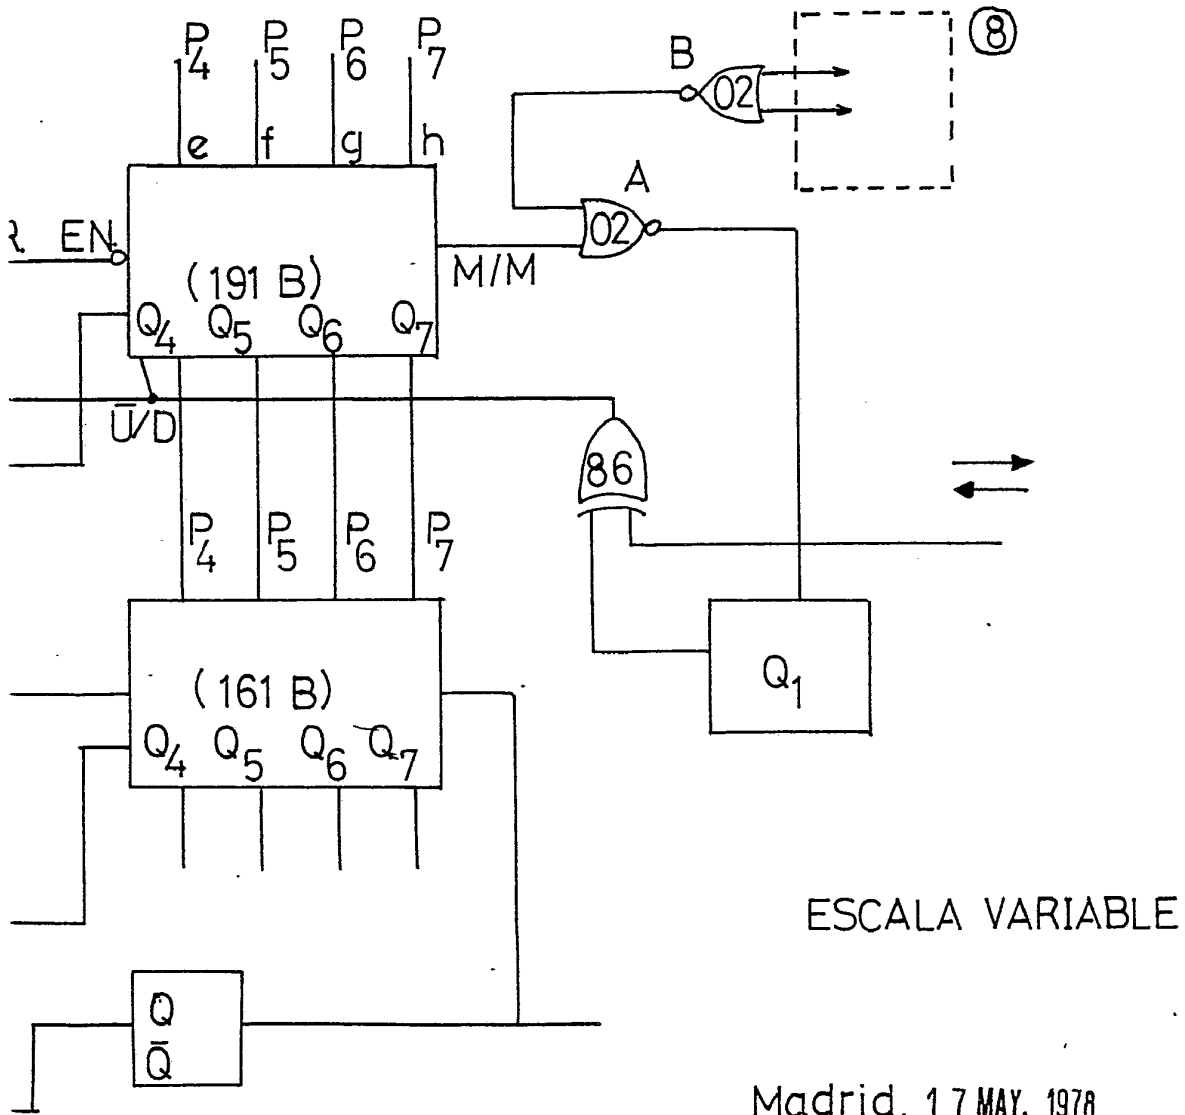 P4 P5 P6 P7
B
02
8
e f g h
A
02
R EN
M/M
(191 B)
Q4 Q5 Q6 Q7
Ū/D
86
P4 P5 P6 P7
(161 B)
Q1
Q4 Q5 Q6 Q7
ESCALA VARIABLE
Q
Q̄
Madrid, 17 MAY. 1978